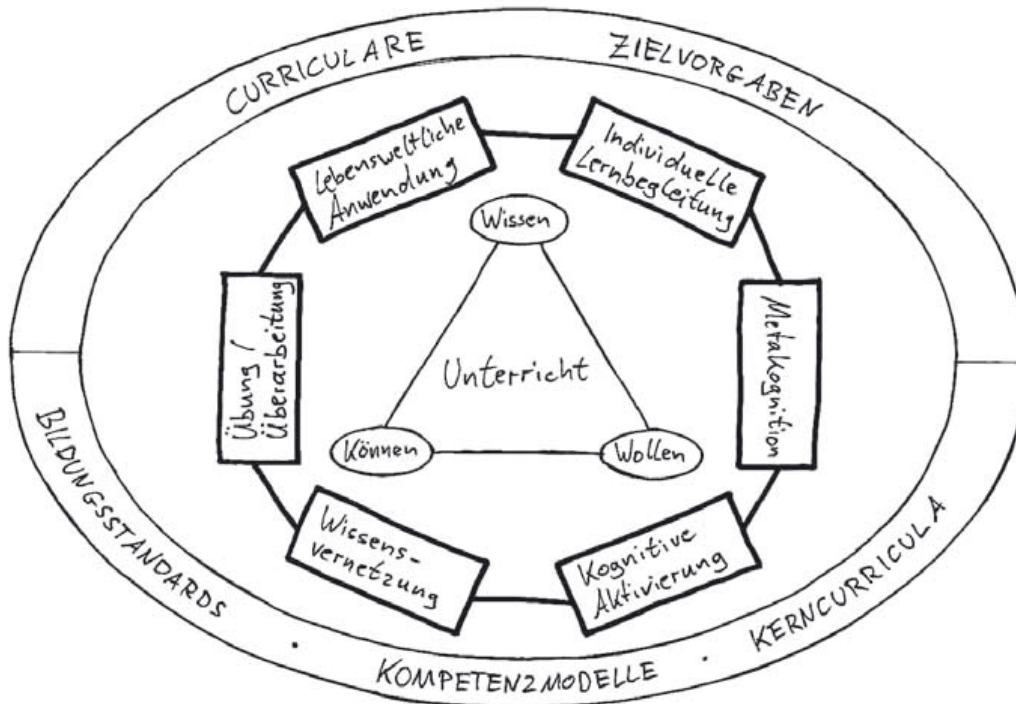 CURRICULARE ZIELVORGABEN
Lebensweltliche
Anwendung
Individuelle
Lernbegleitung
Wissen
Übung /
Überarbeitung
Metakognition
Unterricht
Können
Wollen
Wissens-
vernetzung
Kognitive
Aktivierung
BILDUNGSSTANDARDS · KOMPETENZMODELLE · KERNCURRICULA